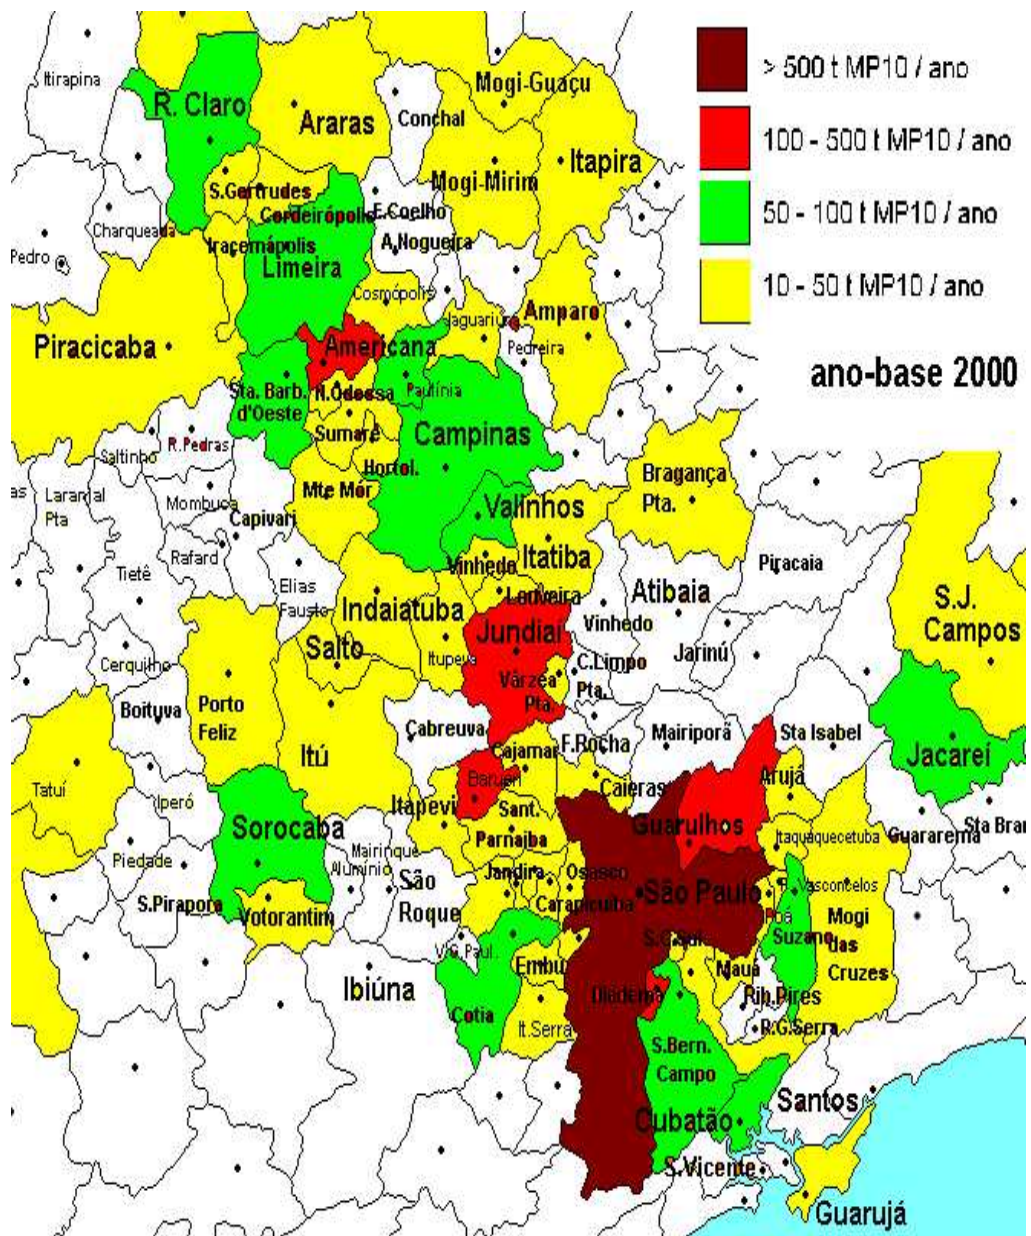 > 500 t MP10 / ano
100 - 500 t MP10 / ano
50 - 100 t MP10 / ano
10 - 50 t MP10 / ano
ano-base 2000
Itirapina
R. Claro
Araras
Conchal
Mogi-Guaçu
Mogi-Mirim
Itapira
S.Gertrudes
Cordeirópolis
E.Coelho
Charqueada
Iracemápolis
A.Nogueira
Pedro
Limeira
Cosmópolis
Jaguariúna
Amparo
Piracicaba
Americana
Pedreira
Sta. Barb.
d'Oeste
N.Odessa
Paulínia
Sumaré
Campinas
R.Pedras
Saltinho
Hortol.
Bragança
Pta.
as
Laranjal
Pta
Mte Mór
Mombuca
Capivari
Valinhos
Rafard
Vinhedo
Itatiba
Piracaia
Tietê
Elias
Fausto
Louveira
Atibaia
Indaiatuba
Vinhedo
S.J.
Campos
Jundiaí
Salto
Itupeva
Jarinú
Cerquilho
C.Limpo
Pta.
Várzea
Pta.
Boituva
Porto
Feliz
Cabreuva
F.Rocha
Mairiporã
Sta Isabel
Itú
Cajamar
Jacareí
Tatuí
Barueri
Caieras
Arujá
Iperó
Itapevi
Sant.
Parnaiba
Guarulhos
Sorocaba
Itaquaquecetuba
Guararema
Sta Bran
Piedade
Mairinque
Alumínio
São
Roque
Jandira
Osasco
Carapicuiba
São Paulo
F. Vasconcelos
S.Pirapora
Votorantim
Poá
Suzano
Mogi
das
Cruzes
V.G.Paul.
S.C.Sul
Embú
Mauá
Ibiúna
Diadema
Rib.Pires
Cotia
It.Serra
R.G.Serra
S.Bern.
Campo
Cubatão
Santos
S.Vicente
Guarujá